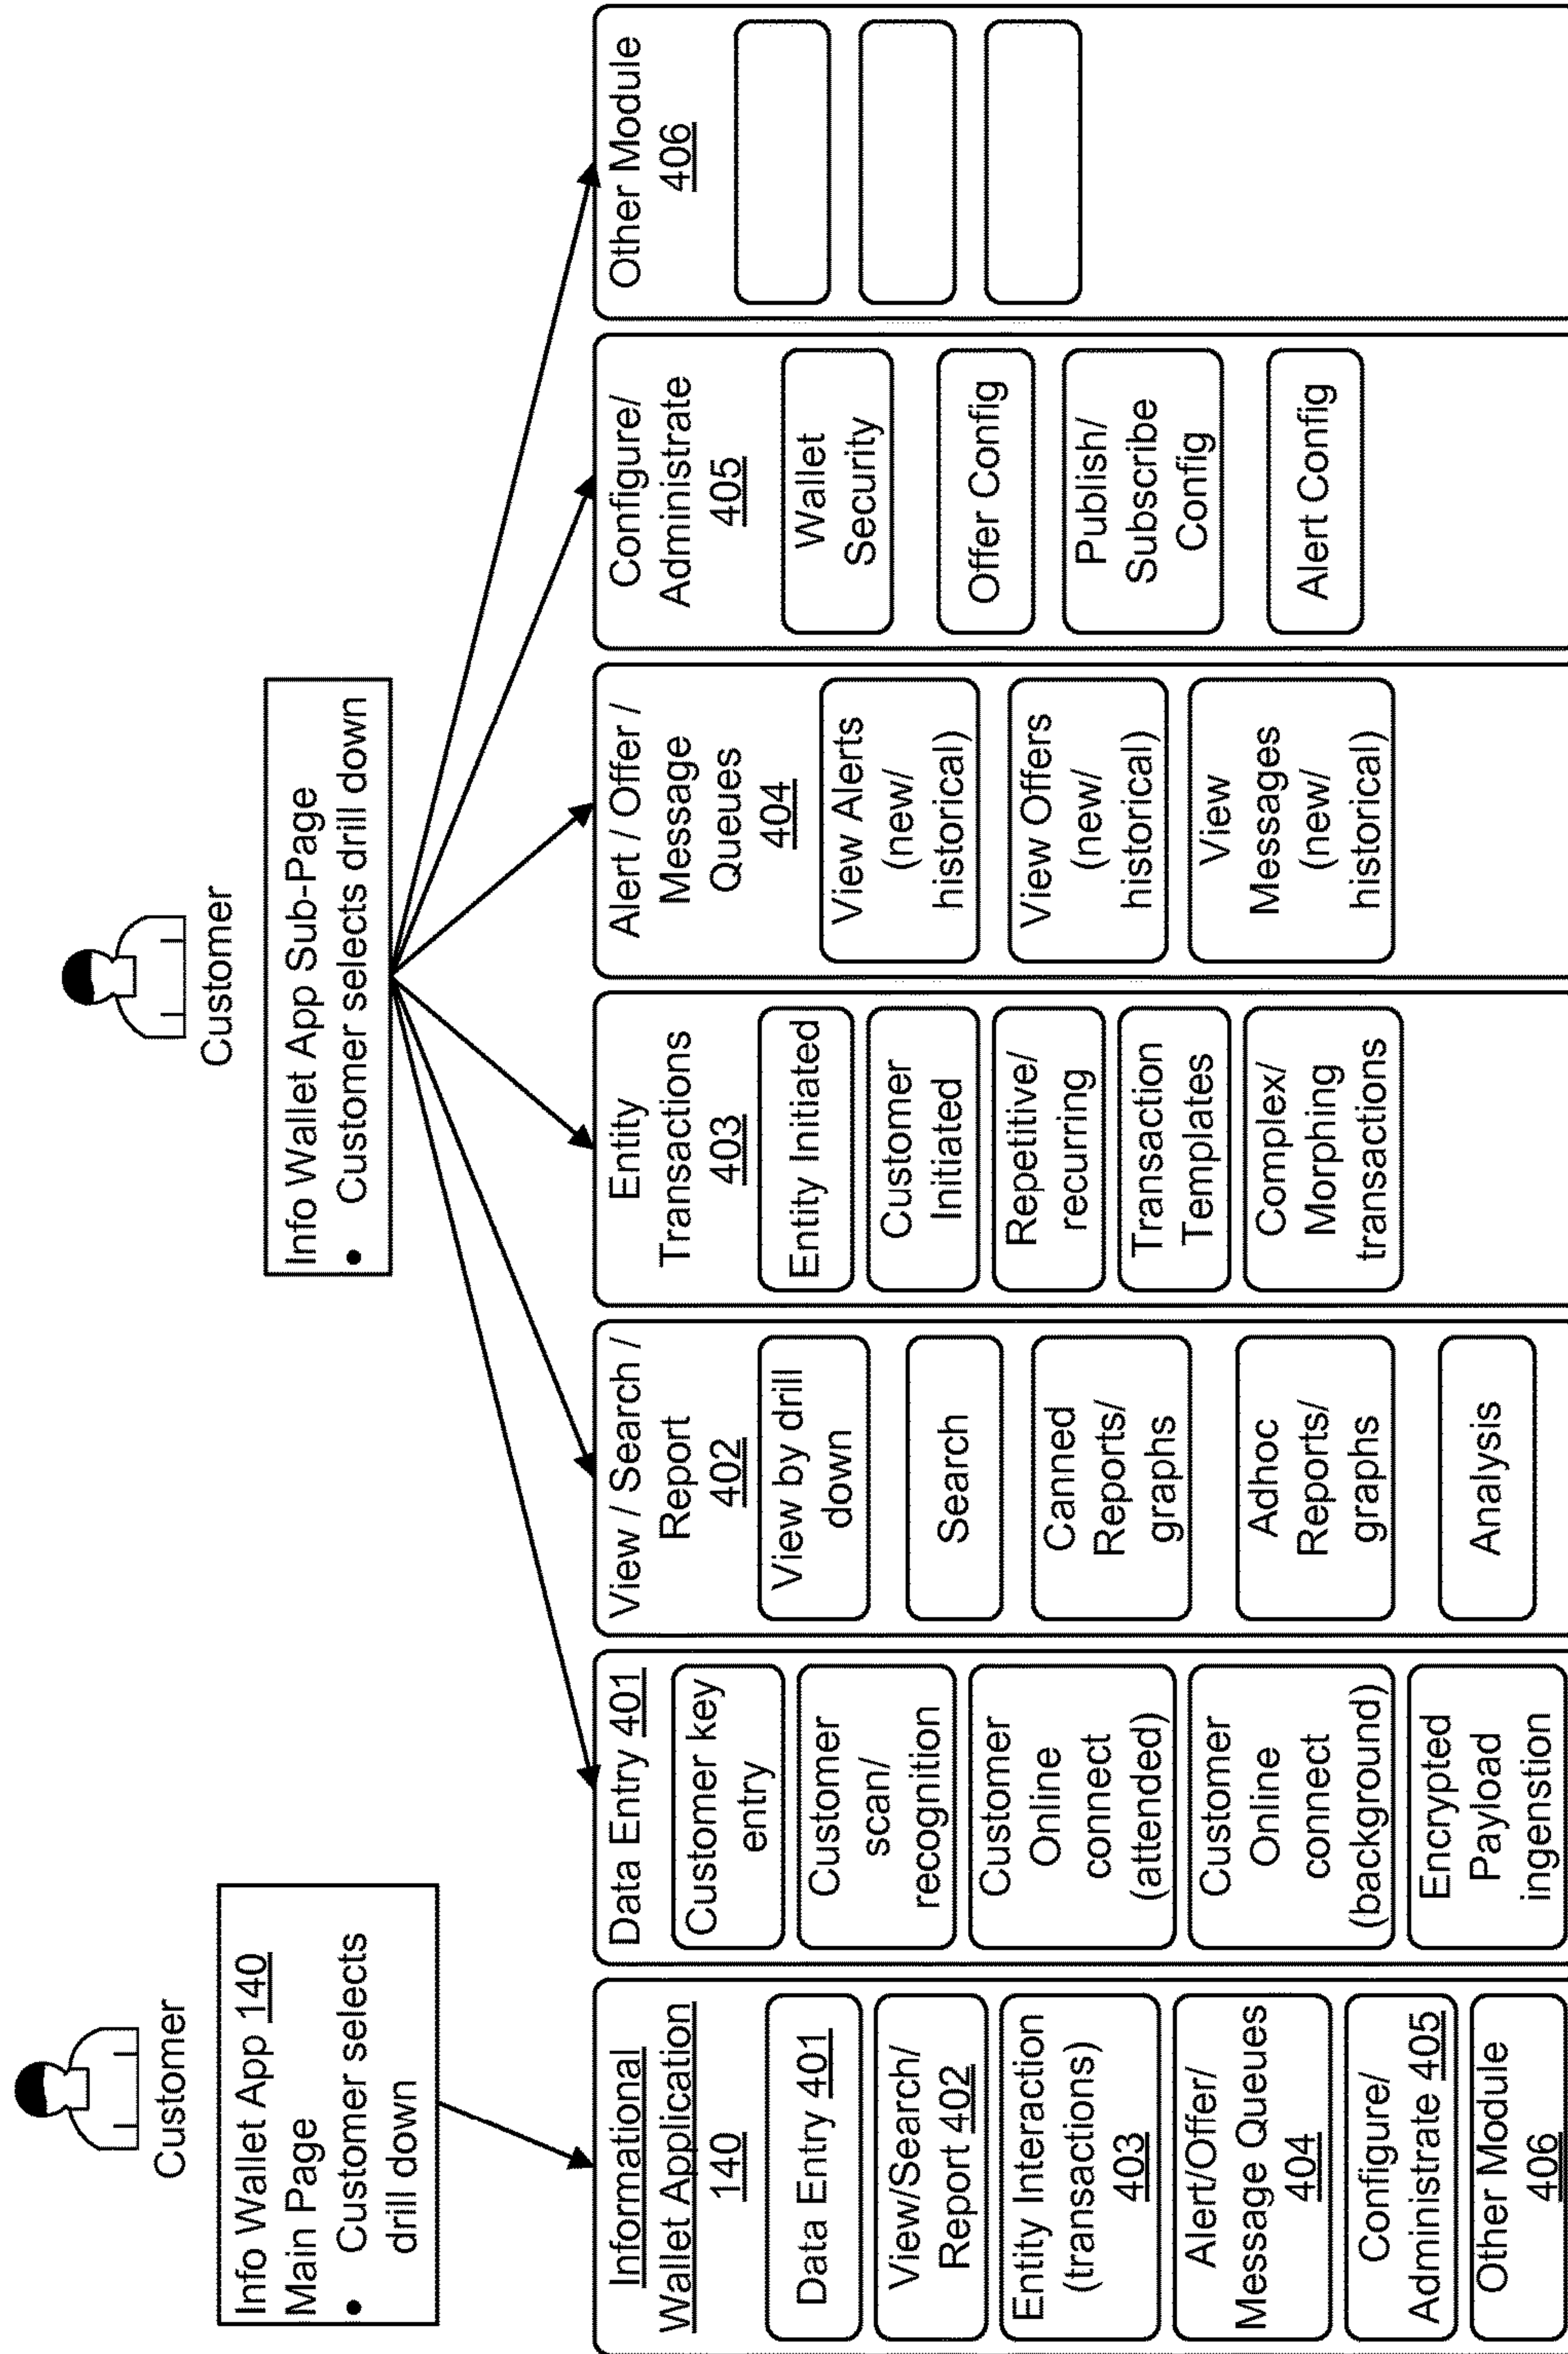 Customer
Info Wallet App 140
Main Page
• Customer selects
drill down
Customer
Info Wallet App Sub-Page
• Customer selects drill down
Informational
Wallet Application
140
Data Entry 401
View/Search/
Report 402
Entity Interaction
(transactions)
403
Alert/Offer/
Message Queues
404
Configure/
Administrate 405
Other Module
406
Data Entry 401
Customer key
entry
Customer
scan/
recognition
Customer
Online
connect
(attended)
Customer
Online
connect
(background)
Encrypted
Payload
ingenstion
View / Search /
Report
402
View by drill
down
Search
Canned
Reports/
graphs
Adhoc
Reports/
graphs
Analysis
Entity
Transactions
403
Entity Initiated
Customer
Initiated
Repetitive/
recurring
Transaction
Templates
Complex/
Morphing
transactions
Alert / Offer /
Message
Queues
404
View Alerts
(new/
historical)
View Offers
(new/
historical)
View
Messages
(new/
historical)
Configure/
Administrate
405
Wallet
Security
Offer Config
Publish/
Subscribe
Config
Alert Config
Other Module
406